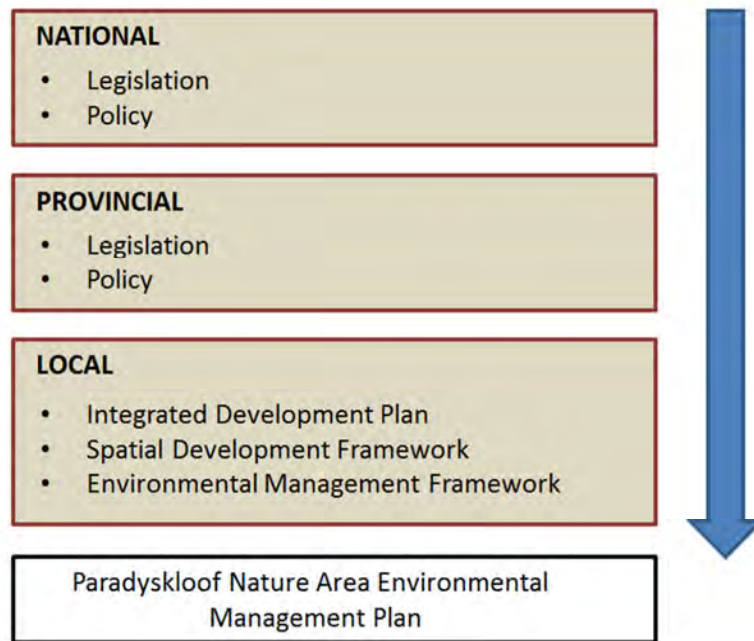 NATIONAL
• Legislation
• Policy
PROVINCIAL
• Legislation
• Policy
LOCAL
• Integrated Development Plan
• Spatial Development Framework
• Environmental Management Framework
Paradyskloof Nature Area Environmental
Management Plan